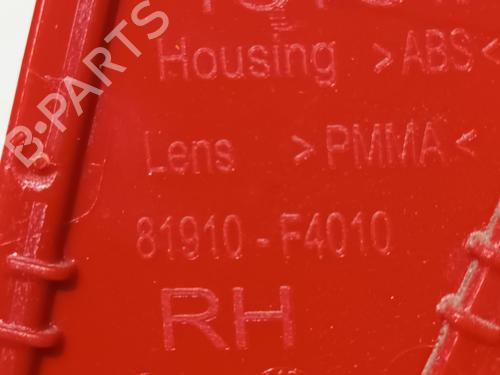 Housing >ABS<
Lens >PMMA<
81910-F4010
RH
B-PARTS